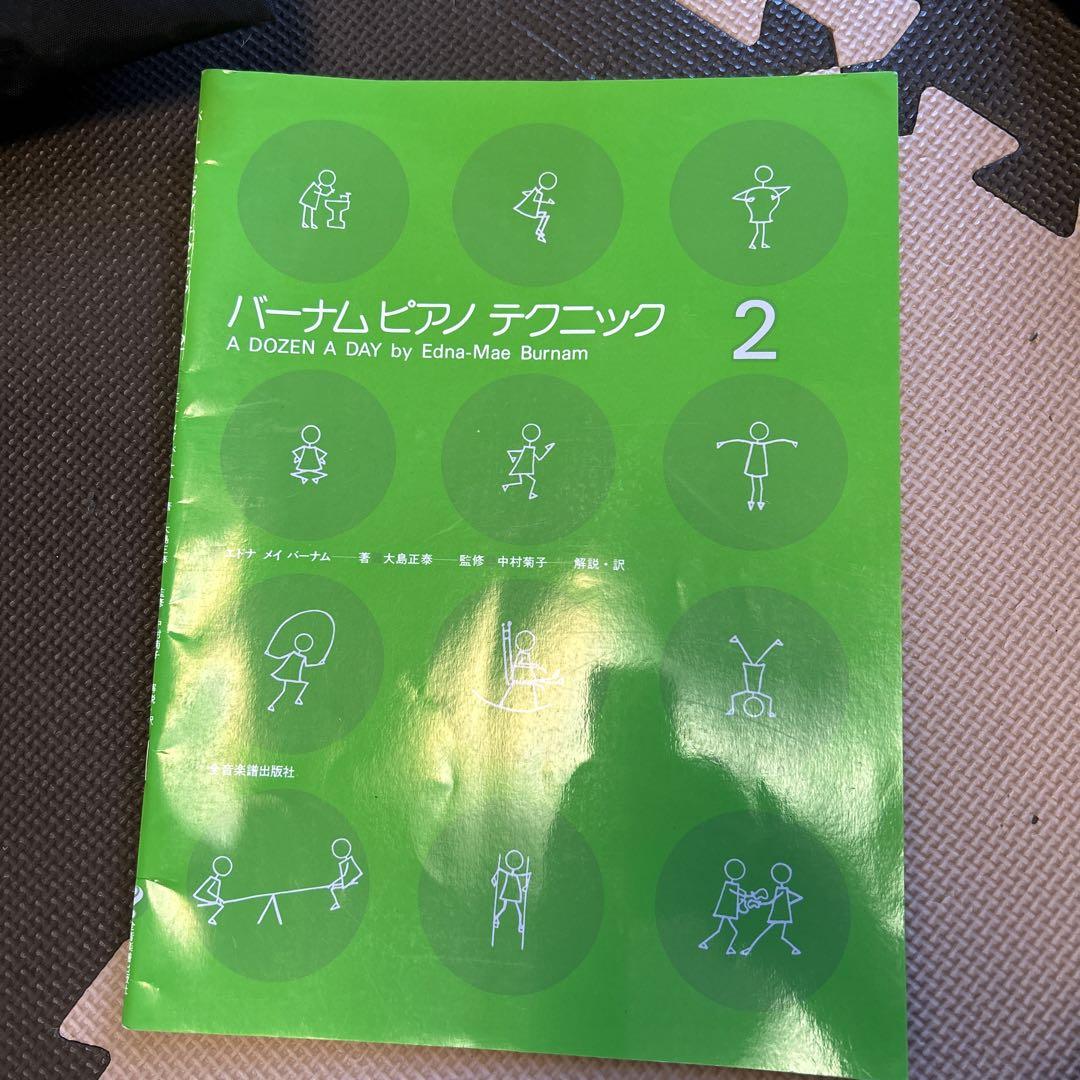 バーナム ピアノ テクニック 2
A DOZEN A DAY by Edna-Mae Burnam
エドナ メイ バーナム——著 大島正泰——監修 中村菊子——解説・訳
全音楽譜出版社